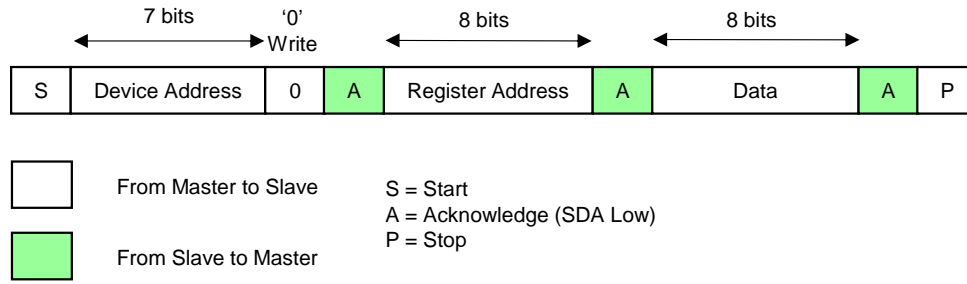 7 bits
‘0’
Write
8 bits
8 bits
S Device Address 0 A Register Address A Data A P
From Master to Slave
From Slave to Master
S = Start
A = Acknowledge (SDA Low)
P = Stop